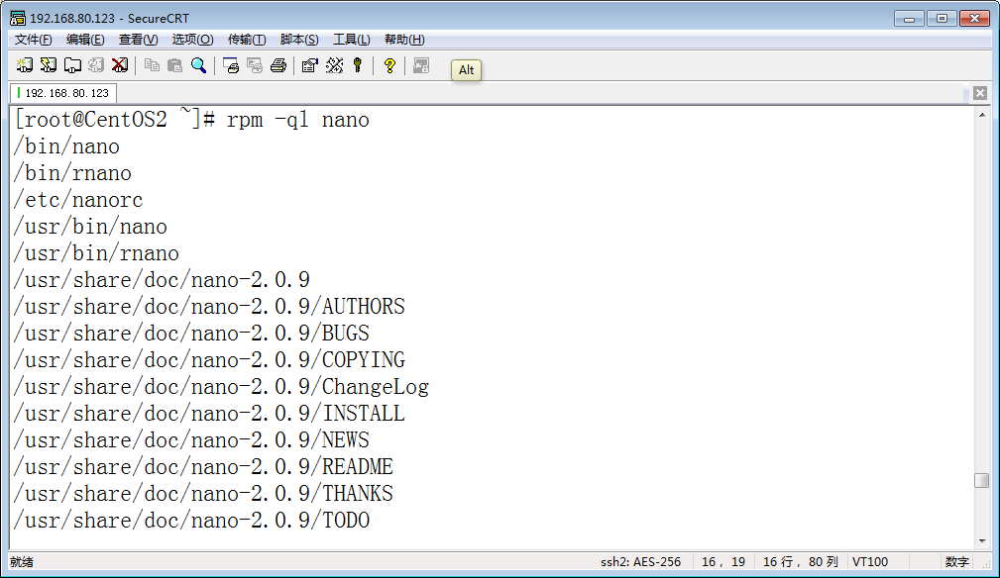 192.168.80.123 - SecureCRT
文件(F) 编辑(E) 查看(V) 选项(O) 传输(T) 脚本(S) 工具(L) 帮助(H)
Alt
192.168.80.123
[root@CentOS2 ~]# rpm -ql nano
/bin/nano
/bin/rnano
/etc/nanorc
/usr/bin/nano
/usr/bin/rnano
/usr/share/doc/nano-2.0.9
/usr/share/doc/nano-2.0.9/AUTHORS
/usr/share/doc/nano-2.0.9/BUGS
/usr/share/doc/nano-2.0.9/COPYING
/usr/share/doc/nano-2.0.9/ChangeLog
/usr/share/doc/nano-2.0.9/INSTALL
/usr/share/doc/nano-2.0.9/NEWS
/usr/share/doc/nano-2.0.9/README
/usr/share/doc/nano-2.0.9/THANKS
/usr/share/doc/nano-2.0.9/TODO
就绪 ssh2: AES-256 16 , 19 16 行 , 80 列 VT100 数字